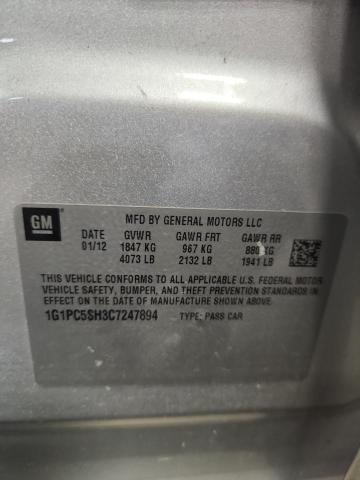 GM
MFD BY GENERAL MOTORS LLC
DATE GVWR GAWR FRT GAWR RR
01/12 1847 KG 967 KG 880 KG
4073 LB 2132 LB 1941 LB
THIS VEHICLE CONFORMS TO ALL APPLICABLE U.S. FEDERAL MOTOR
VEHICLE SAFETY, BUMPER, AND THEFT PREVENTION STANDARDS IN
EFFECT ON THE DATE OF MANUFACTURE SHOWN ABOVE.
1G1PC5SH3C7247894 TYPE: PASS CAR